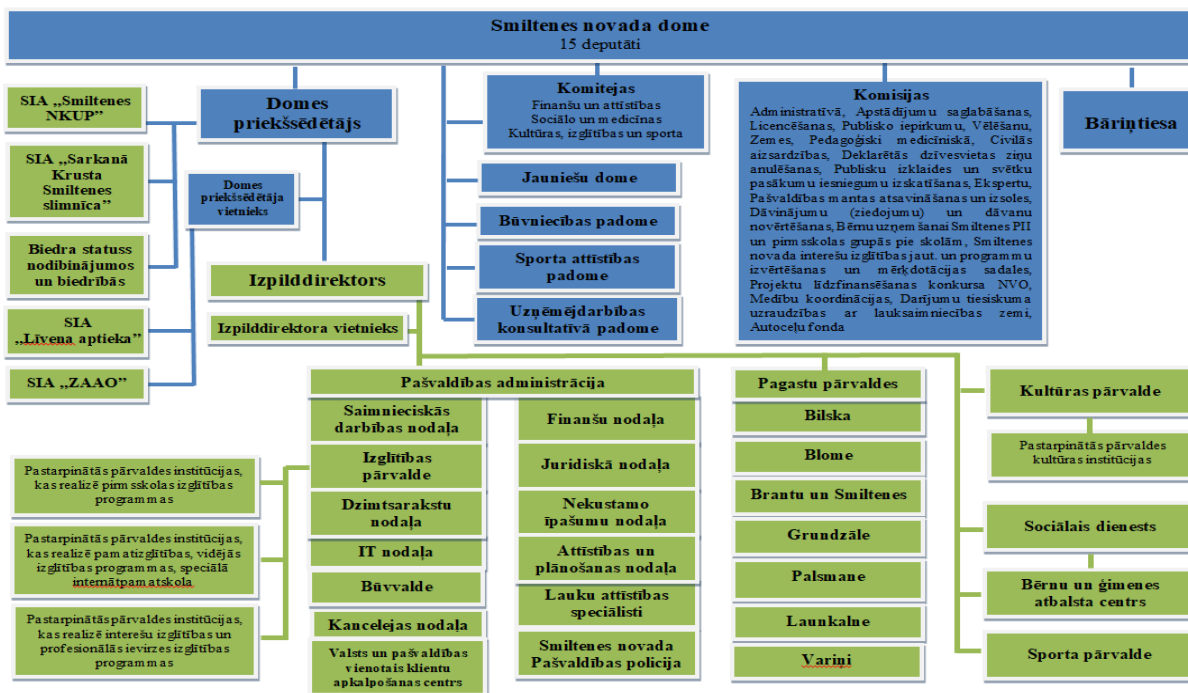 Smiltenes novada dome
15 deputāti
SIA „Smiltenes
NKUP”
SIA „Sarkanā
Krusta
Smiltenes
slimnīca”
Biedra statuss
nodibinājumos
un biedrībās
SIA
„Līvena aptieka”
SIA „ZAAO”
Domes
priekšsēdētājs
Domes
priekšsēdētāja
vietnieks
Izpilddirektors
Izpilddirektora vietnieks
Komitejas
Finanšu un attīstības
Sociālo un medicīnas
Kultūras, izglītības un sporta
Jauniešu dome
Būvniecības padome
Sporta attīstības
padome
Uzņēmējdarbības
konsultatīvā padome
Komisijas
Administratīvā, Apstādījumu saglabāšanas,
Licencēšanas, Publisko iepirkumu, Vēlēšanu,
Zemes, Pedagoģiski medicīniskā, Civilās
aizsardzības, Deklarētās dzīvesvietas ziņu
anulēšanas, Publisku izklaides un svētku
pasākumu iesniegumu izskatīšanas, Ekspertu,
Pašvaldības mantas atsavināšanas un izsoles,
Dāvinājumu (ziedojumu) un dāvanu
novērtēšanas, Bērnu uzņemšanai Smiltenes PII
un pirmsskolas grupās pie skolām, Smiltenes
novada interešu izglītības jaut. un programmu
izvērtēšanas un mērķdotācijas sadales,
Projektu līdzfinansēšanas konkursa NVO,
Medību koordinācijas, Darījumu tiesiskuma
uzraudzības ar lauksaimniecības zemi,
Autoceļu fonda
Bāriņtiesa
Pašvaldības administrācija
Saimnieciskās
darbības nodaļa
Izglītības
pārvalde
Dzimtsarakstu
nodaļa
IT nodaļa
Būvvalde
Kancelejas nodaļa
Valsts un pašvaldības
vienotais klientu
apkalpošanas centrs
Finanšu nodaļa
Juridiskā nodaļa
Nekustamo
īpašumu nodaļa
Attīstības un
plānošanas nodaļa
Lauku attīstības
speciālisti
Smiltenes novada
Pašvaldības policija
Pastarpinātās pārvaldes institūcijas,
kas realizē pirmsskolas izglītības
programmas
Pastarpinātās pārvaldes institūcijas,
kas realizē pamatizglītības, vidējās
izglītības programmas, speciālā
internātpamatskola
Pastarpinātās pārvaldes institūcijas,
kas realizē interešu izglītības un
profesionālās ievirzes izglītības
programmas
Pagastu pārvaldes
Bilska
Blome
Brantu un Smiltenes
Grundzāle
Palsmane
Launkalne
Variņi
Kultūras pārvalde
Pastarpinātās pārvaldes
kultūras institūcijas
Sociālais dienests
Bērnu un ģimenes
atbalsta centrs
Sporta pārvalde